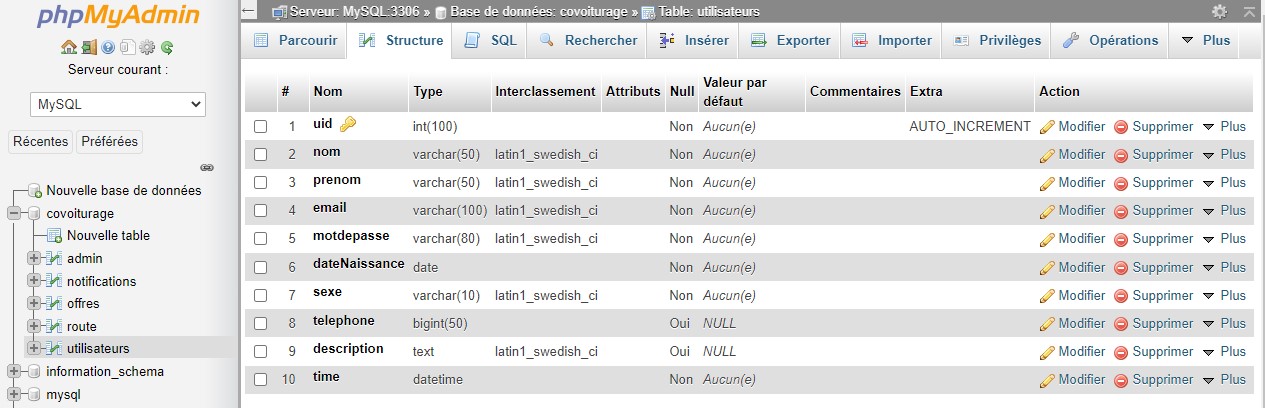 phpMyAdmin
Serveur courant :
MySQL
Récentes Préférées
Nouvelle base de données
covoiturage
Nouvelle table
admin
notifications
offres
route
utilisateurs
information_schema
mysql
Serveur: MySQL:3306 » Base de données: covoiturage » Table: utilisateurs
Parcourir Structure SQL Rechercher Insérer Exporter Importer Privilèges Opérations Plus
# Nom Type Interclassement Attributs Null Valeur par défaut Commentaires Extra Action
1 uid int(100) Non Aucun(e) AUTO_INCREMENT Modifier Supprimer Plus
2 nom varchar(50) latin1_swedish_ci Non Aucun(e) Modifier Supprimer Plus
3 prenom varchar(50) latin1_swedish_ci Non Aucun(e) Modifier Supprimer Plus
4 email varchar(100) latin1_swedish_ci Non Aucun(e) Modifier Supprimer Plus
5 motdepasse varchar(80) latin1_swedish_ci Non Aucun(e) Modifier Supprimer Plus
6 dateNaissance date Non Aucun(e) Modifier Supprimer Plus
7 sexe varchar(10) latin1_swedish_ci Non Aucun(e) Modifier Supprimer Plus
8 telephone bigint(50) Oui NULL Modifier Supprimer Plus
9 description text latin1_swedish_ci Oui NULL Modifier Supprimer Plus
10 time datetime Non Aucun(e) Modifier Supprimer Plus